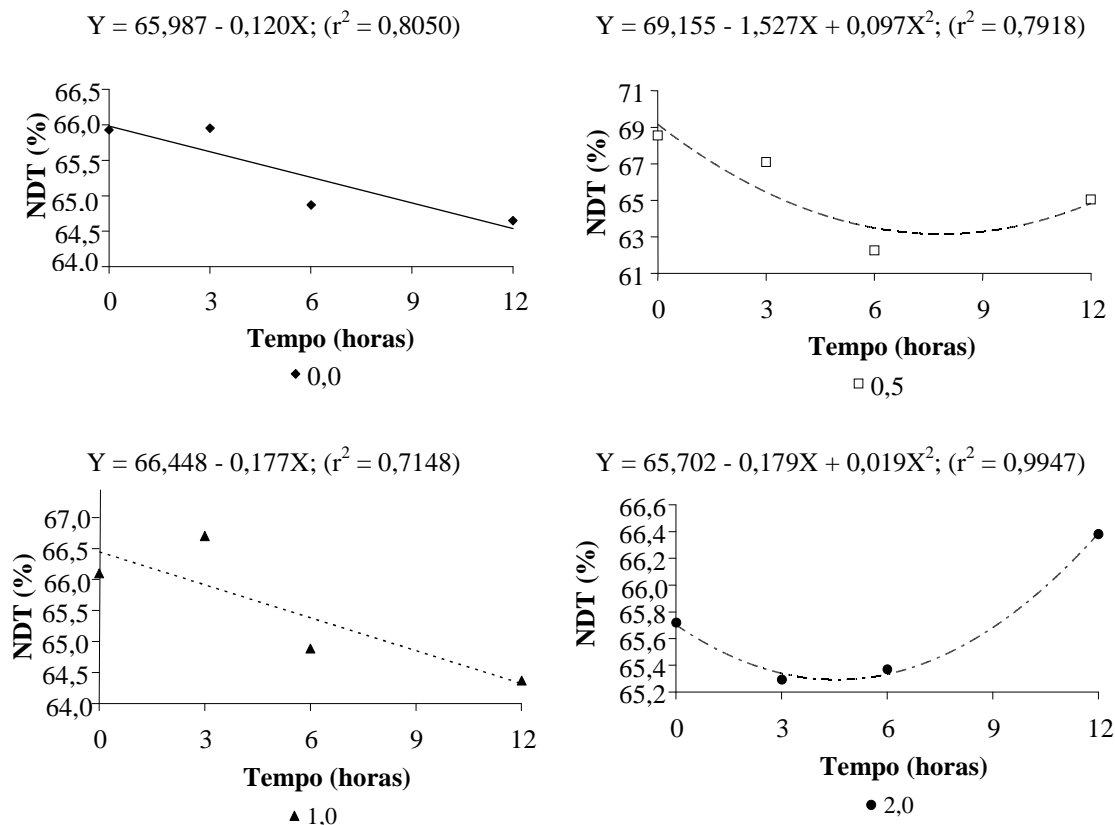 Y = 65,987 - 0,120X; (r² = 0,8050)
NDT (%)
66,5
66,0
65,5
65,0
64,5
64,0
0 3 6 9 12
Tempo (horas)
0,0
Y = 69,155 - 1,527X + 0,097X²; (r² = 0,7918)
NDT (%)
71
69
67
65
63
61
0 3 6 9 12
Tempo (horas)
0,5
Y = 66,448 - 0,177X; (r² = 0,7148)
NDT (%)
67,0
66,5
66,0
65,5
65,0
64,5
64,0
0 3 6 9 12
Tempo (horas)
1,0
Y = 65,702 - 0,179X + 0,019X²; (r² = 0,9947)
NDT (%)
66,6
66,4
66,2
66,0
65,8
65,6
65,4
65,2
0 3 6 9 12
Tempo (horas)
2,0